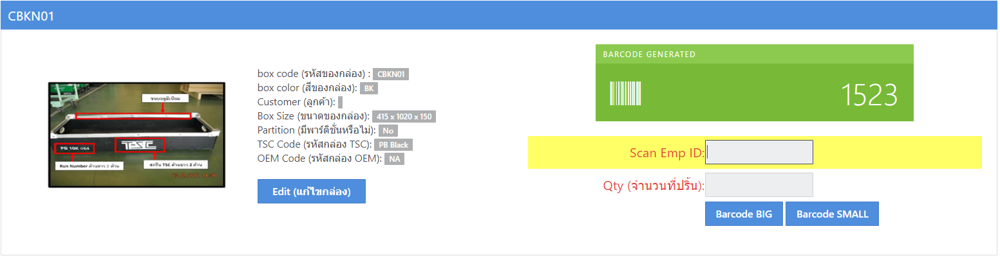 CBKN01
ขอบอลูมิเนียม
PB 10K 064
TESC
Run Number ด้านยาว 2 ด้าน
สกรีน TSC ด้านยาว 2 ด้าน
box code (รหัสของกล่อง) : CBKN01
box color (สีของกล่อง): BK
Customer (ลูกค้า):
Box Size (ขนาดของกล่อง): 415 x 1020 x 150
Partition (มีพาร์ติชั่นหรือไม่): No
TSC Code (รหัสกล่อง TSC): PB Black
OEM Code (รหัสกล่อง OEM): NA
Edit (แก้ไขกล่อง)
BARCODE GENERATED
1523
Scan Emp ID:
Qty (จำนวนที่ปริ้น):
Barcode BIG
Barcode SMALL